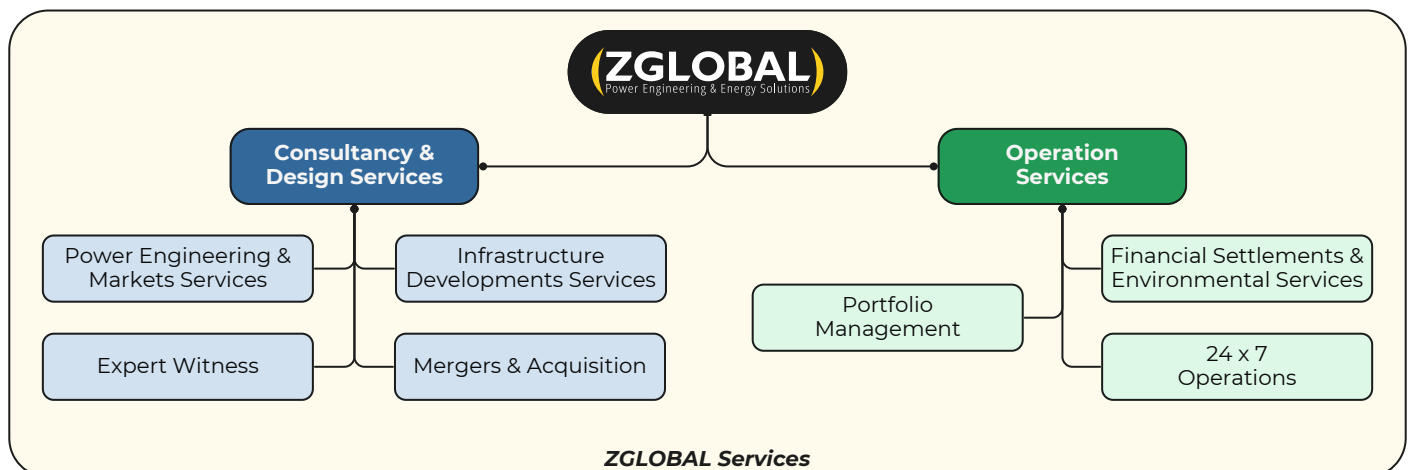 (ZGLOBAL)
Power Engineering & Energy Solutions
Consultancy &
Design Services
Operation
Services
Power Engineering &
Markets Services
Infrastructure
Developments Services
Expert Witness
Mergers & Acquisition
Portfolio
Management
Financial Settlements &
Environmental Services
24 x 7
Operations
ZGLOBAL Services